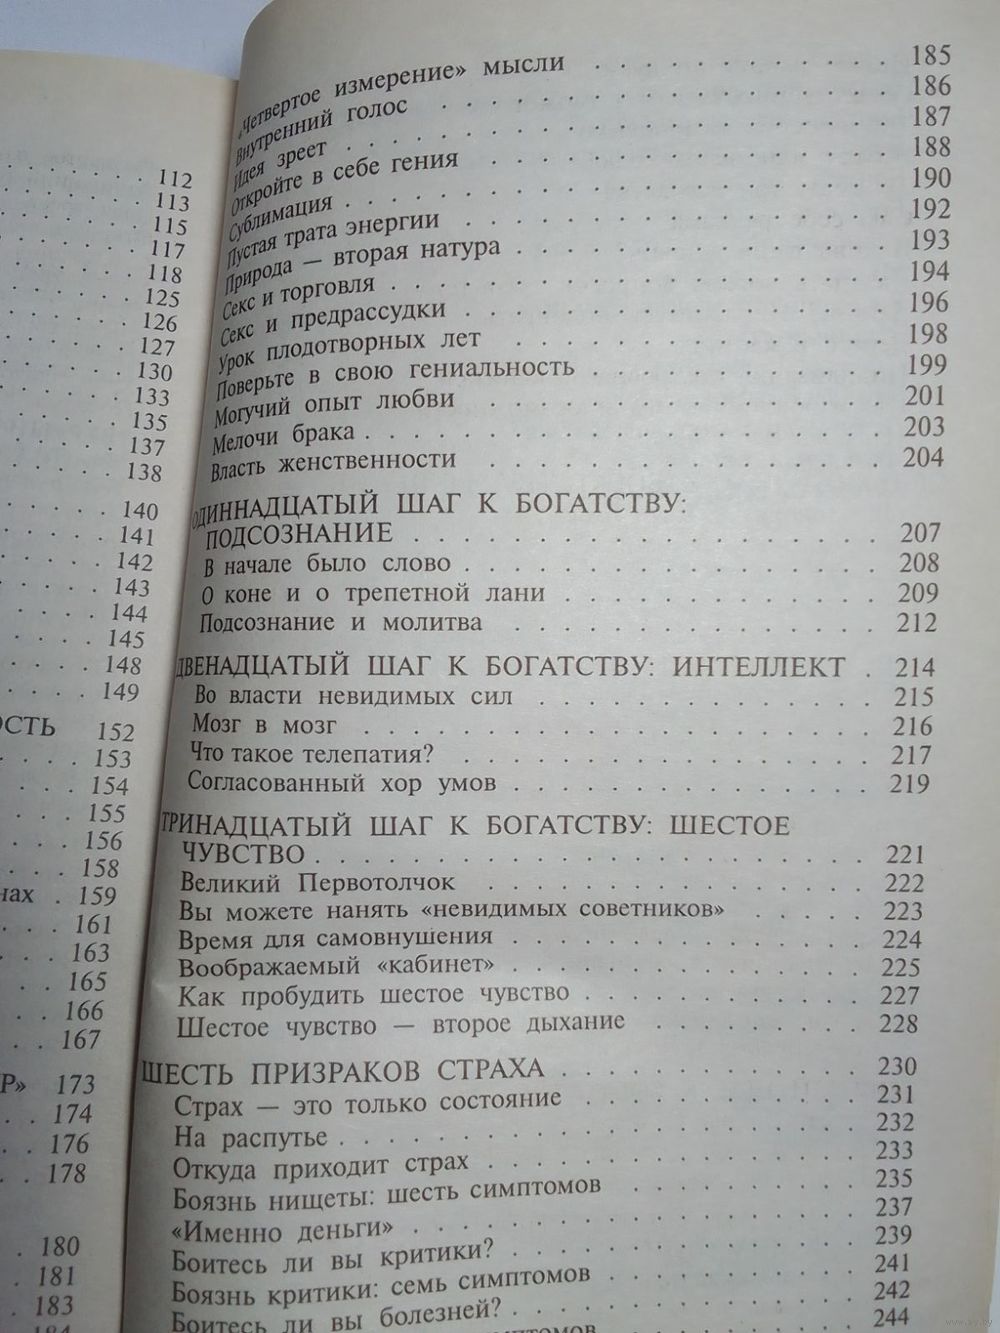 112
113
115
117
118
125
126
127
130
133
135
137
138
140
141
142
143
144
145
148
149
152
153
154
155
156
158
159
161
163
165
166
167
Р» 173
174
176
178
180
181
183
184
«Четвертое измерение» мысли . . . . . . . . . . 185
Внутренний голос . . . . . . . . . . 186
Идея зреет . . . . . . . . . . 187
Откройте в себе гения . . . . . . . . . . 188
Сублимация . . . . . . . . . . 190
Пустая трата энергии . . . . . . . . . . 192
Природа — вторая натура . . . . . . . . . . 193
Секс и торговля . . . . . . . . . . 194
Секс и предрассудки . . . . . . . . . . 196
Урок плодотворных лет . . . . . . . . . . 198
Поверьте в свою гениальность . . . . . . . . . . 199
Могучий опыт любви . . . . . . . . . . 201
Мелочи брака . . . . . . . . . . 203
Власть женственности . . . . . . . . . . 204
ОДИННАДЦАТЫЙ ШАГ К БОГАТСТВУ:
ПОДСОЗНАНИЕ . . . . . . . . . . 207
В начале было слово . . . . . . . . . . 208
О коне и о трепетной лани . . . . . . . . . . 209
Подсознание и молитва . . . . . . . . . . 212
ДВЕНАДЦАТЫЙ ШАГ К БОГАТСТВУ: ИНТЕЛЛЕКТ . 214
Во власти невидимых сил . . . . . . . . . . 215
Мозг в мозг . . . . . . . . . . 216
Что такое телепатия? . . . . . . . . . . 217
Согласованный хор умов . . . . . . . . . . 219
ТРИНАДЦАТЫЙ ШАГ К БОГАТСТВУ: ШЕСТОЕ
ЧУВСТВО . . . . . . . . . . 221
Великий Первотолчок . . . . . . . . . . 222
Вы можете нанять «невидимых советников» . . . . 223
Время для самовнушения . . . . . . . . . . 224
Воображаемый «кабинет» . . . . . . . . . . 225
Как пробудить шестое чувство . . . . . . . . . . 227
Шестое чувство — второе дыхание . . . . . . . 228
ШЕСТЬ ПРИЗРАКОВ СТРАХА . . . . . . . . . . 230
Страх — это только состояние . . . . . . . . . . 231
На распутье . . . . . . . . . . 232
Откуда приходит страх . . . . . . . . . . 233
Боязнь нищеты: шесть симптомов . . . . . . . . 235
«Именно деньги» . . . . . . . . . . 237
Боитесь ли вы критики? . . . . . . . . . . 239
Боязнь критики: семь симптомов . . . . . . . . 241
Боитесь ли вы болезней? . . . . . . . . . . 242
симптомов . . . . . . . . 244